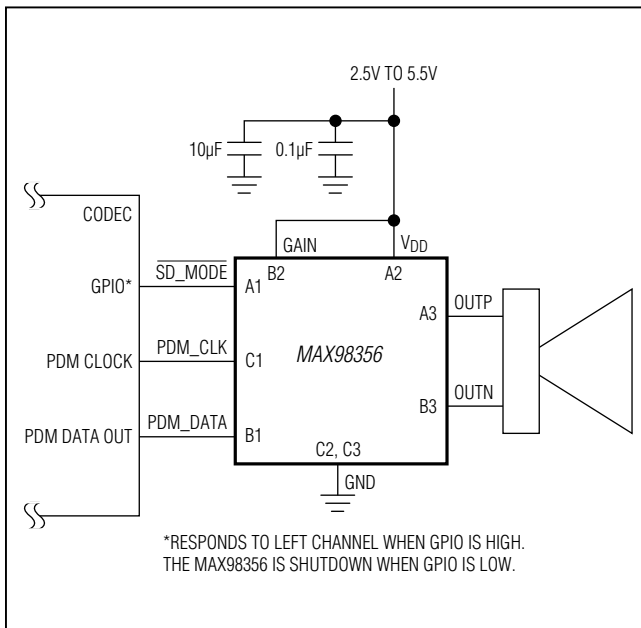 2.5V TO 5.5V
10µF
0.1µF
CODEC
GAIN
VDD
B2
A2
GPIO*
SD_MODE
A1
A3
OUTP
PDM CLOCK
PDM_CLK
C1
MAX98356
B3
OUTN
PDM DATA OUT
PDM_DATA
B1
C2, C3
GND
*RESPONDS TO LEFT CHANNEL WHEN GPIO IS HIGH.
THE MAX98356 IS SHUTDOWN WHEN GPIO IS LOW.